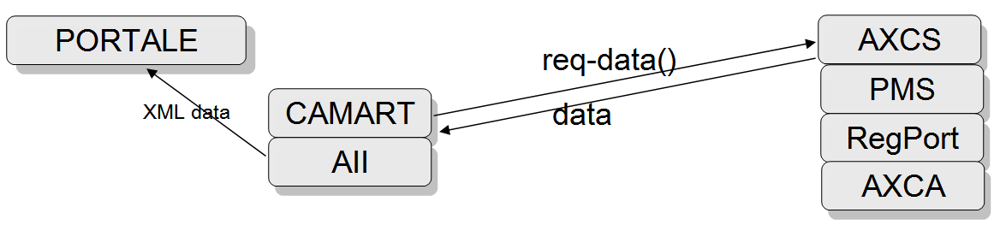 PORTALE
XML data
CAMART
AII
req-data()
data
AXCS
PMS
RegPort
AXCA